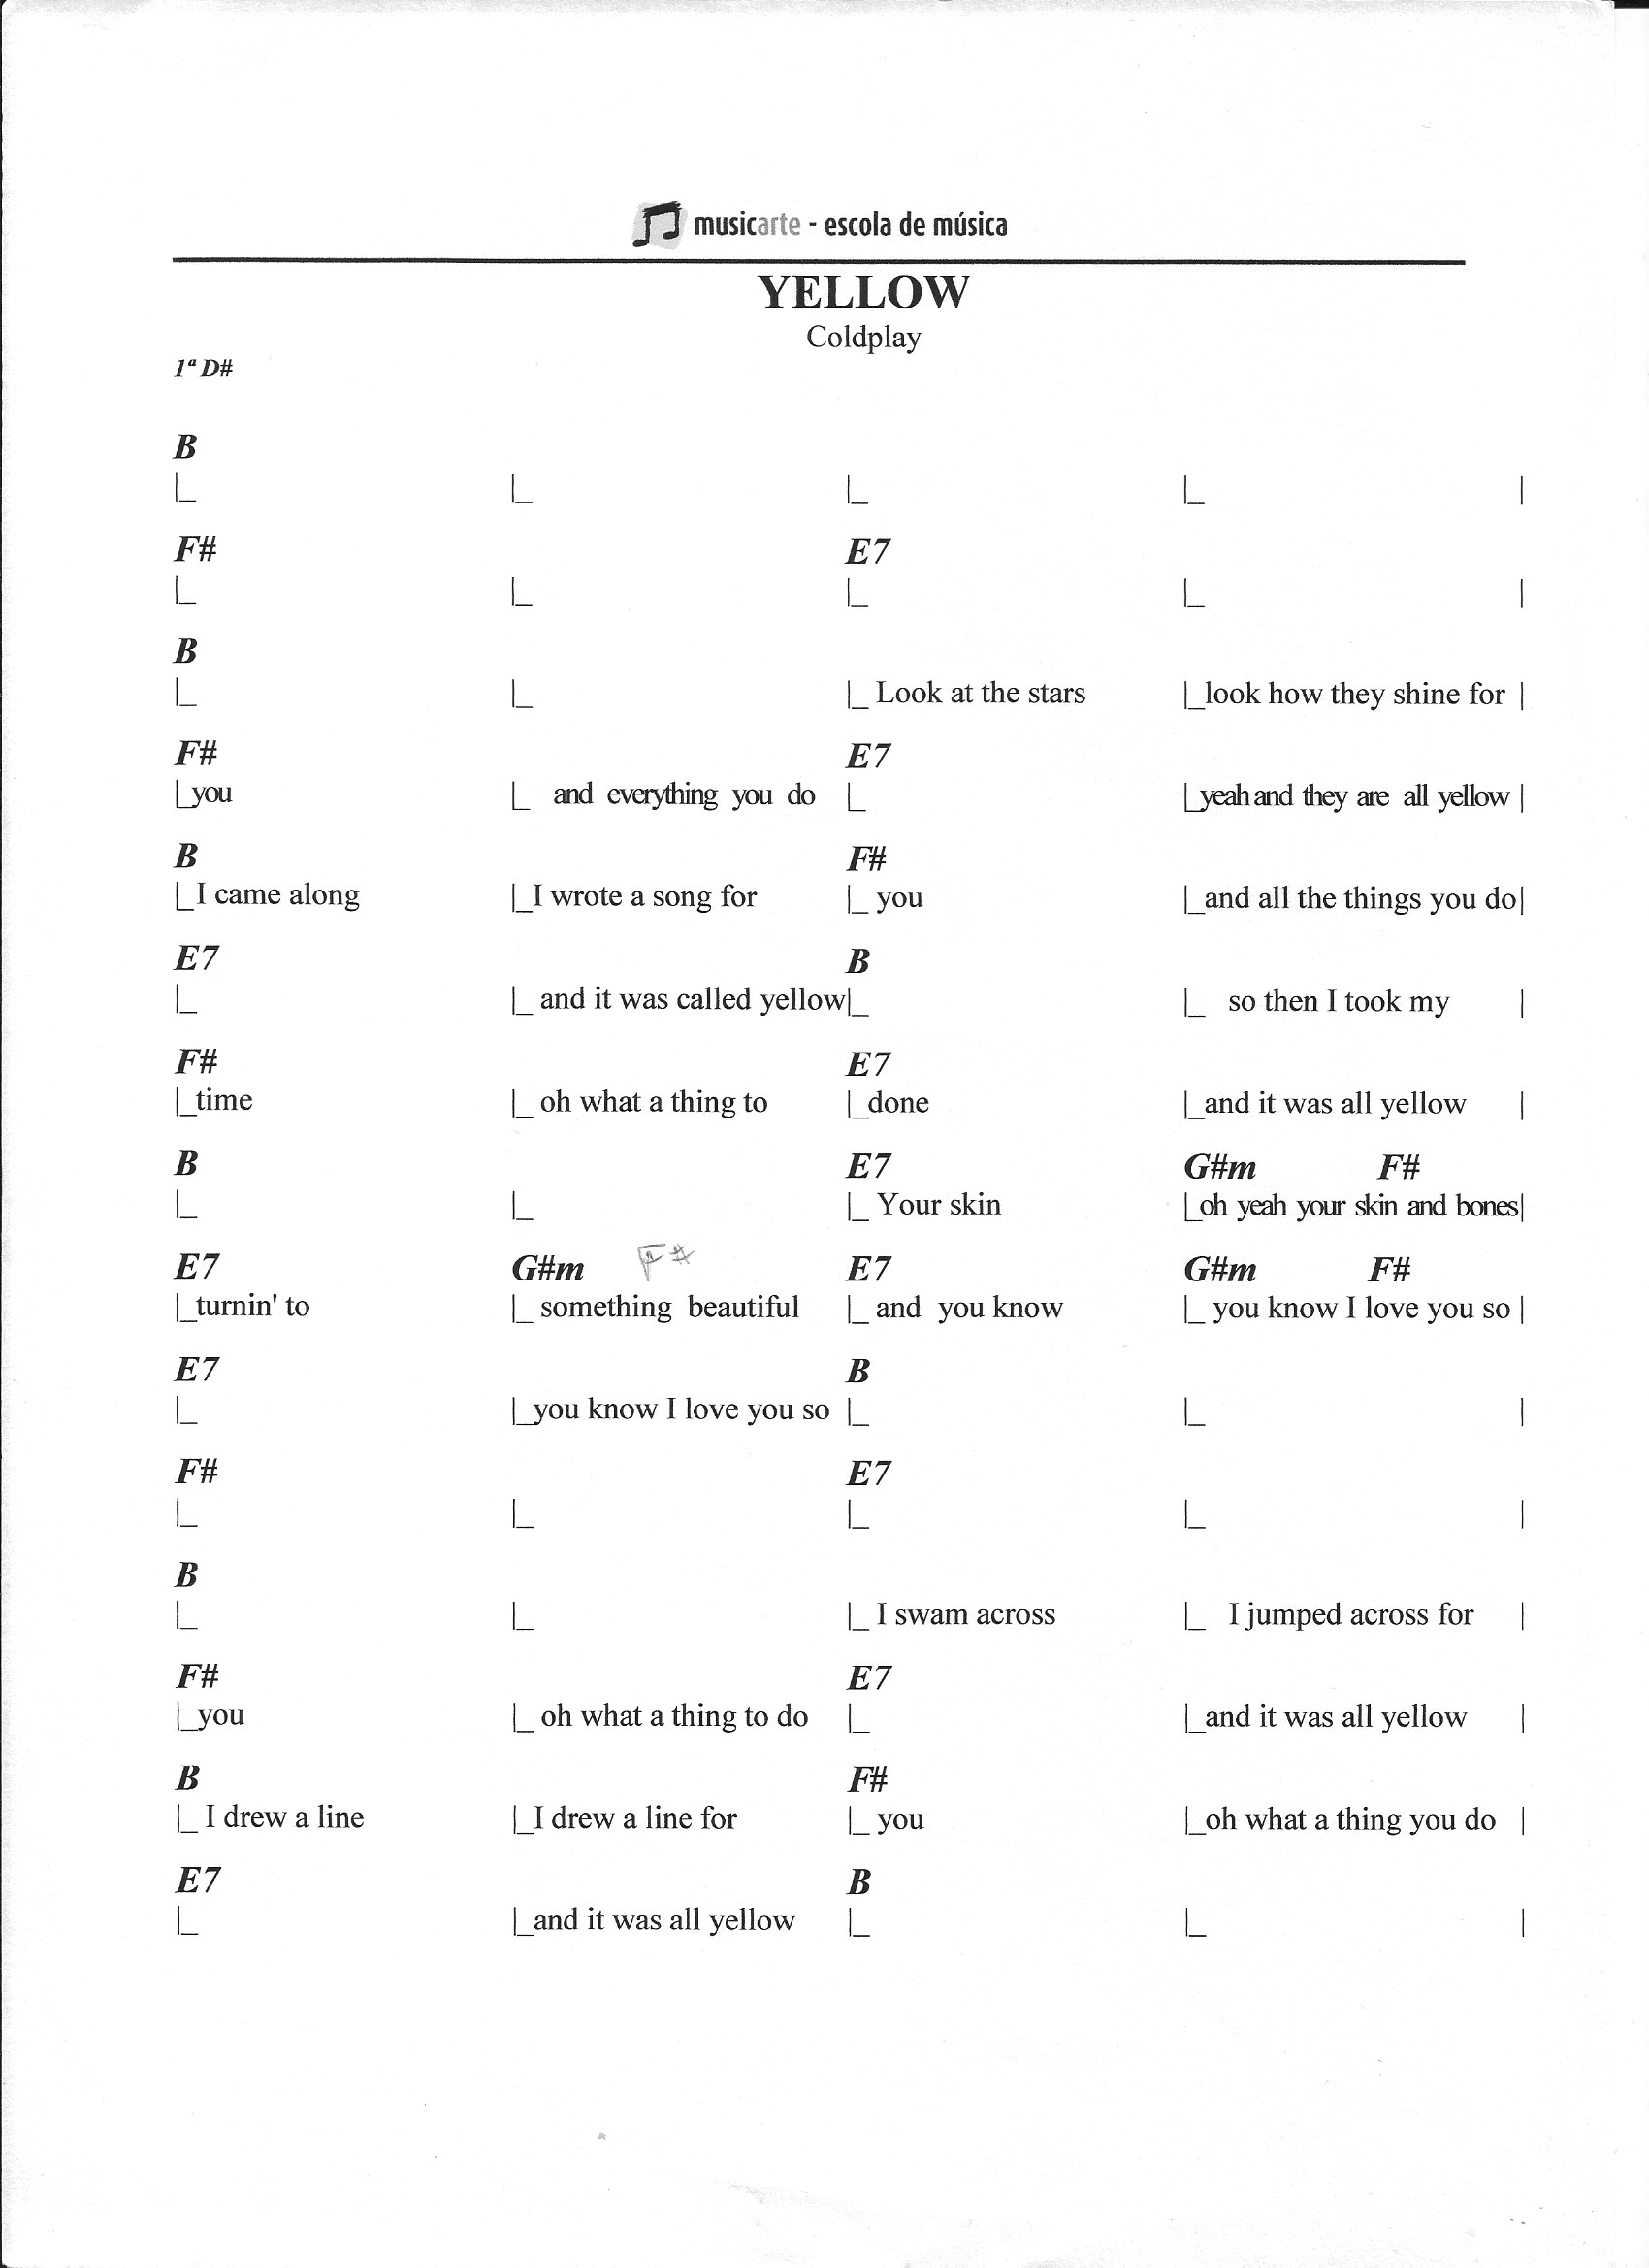 musicarte - escola de música
YELLOW
Coldplay
1ª D#
B
|_ |_ |_ |_ |
F# E7
|_ |_ |_ |_ |
B
|_ |_ |_ Look at the stars |_look how they shine for |
F# E7
|_you |_ and everything you do |_ |_yeah and they are all yellow |
B F#
|_I came along |_I wrote a song for |_ you |_and all the things you do|
E7 B
|_ |_ and it was called yellow|_ |_ so then I took my |
F# E7
|_time |_ oh what a thing to |_done |_and it was all yellow |
B E7 G#m F#
|_ |_ |_ Your skin |_oh yeah your skin and bones|
E7 G#m F# E7 G#m F#
|_turnin' to |_ something beautiful |_ and you know |_ you know I love you so |
E7 B
|_ |_you know I love you so |_ |_ |
F# E7
|_ |_ |_ |_ |
B
|_ |_ |_ I swam across |_ I jumped across for |
F# E7
|_you |_ oh what a thing to do |_ |_and it was all yellow |
B F#
|_ I drew a line |_I drew a line for |_ you |_oh what a thing you do |
E7 B
|_ |_and it was all yellow |_ |_ |